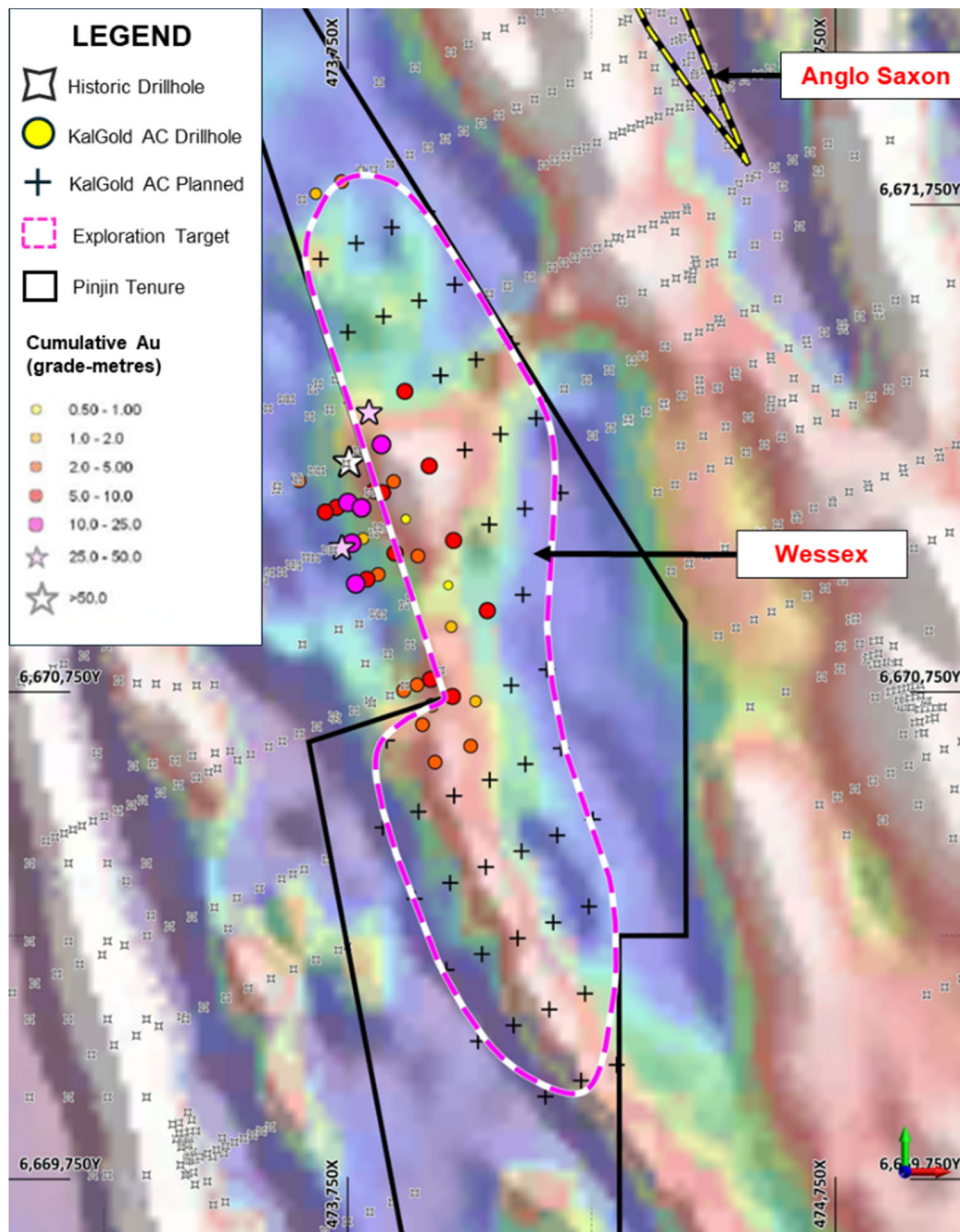 LEGEND
Historic Drillhole
KalGold AC Drillhole
KalGold AC Planned
Exploration Target
Pinjin Tenure
Cumulative Au
(grade-metres)
0.50 - 1.00
1.0 - 2.0
2.0 - 5.00
5.0 - 10.0
10.0 - 25.0
25.0 - 50.0
>50.0
473,750X
474,750X
Anglo Saxon
6,671,750Y
Wessex
6,670,750Y
6,670,750Y
6,669,750Y
473,750X
474,750X
6,669,750Y